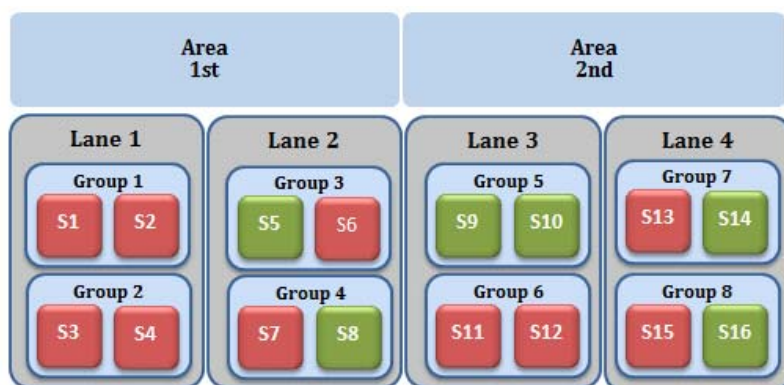 Area
1st
Area
2nd
Lane 1
Lane 2
Lane 3
Lane 4
Group 1
S1 S2
Group 3
S5 S6
Group 5
S9 S10
Group 7
S13 S14
Group 2
S3 S4
Group 4
S7 S8
Group 6
S11 S12
Group 8
S15 S16